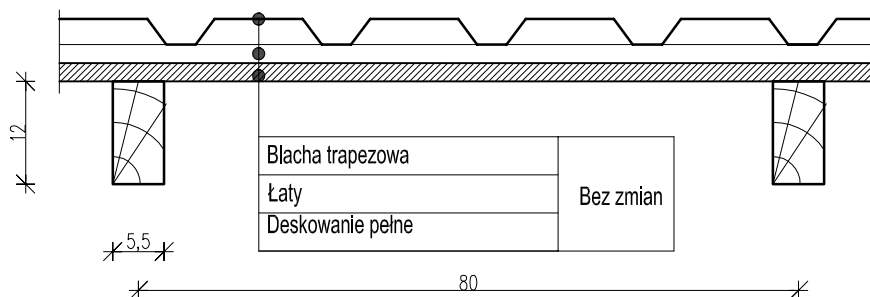 12
Blacha trapezowa
Łaty
Bez zmian
Deskowanie pełne
5,5
80